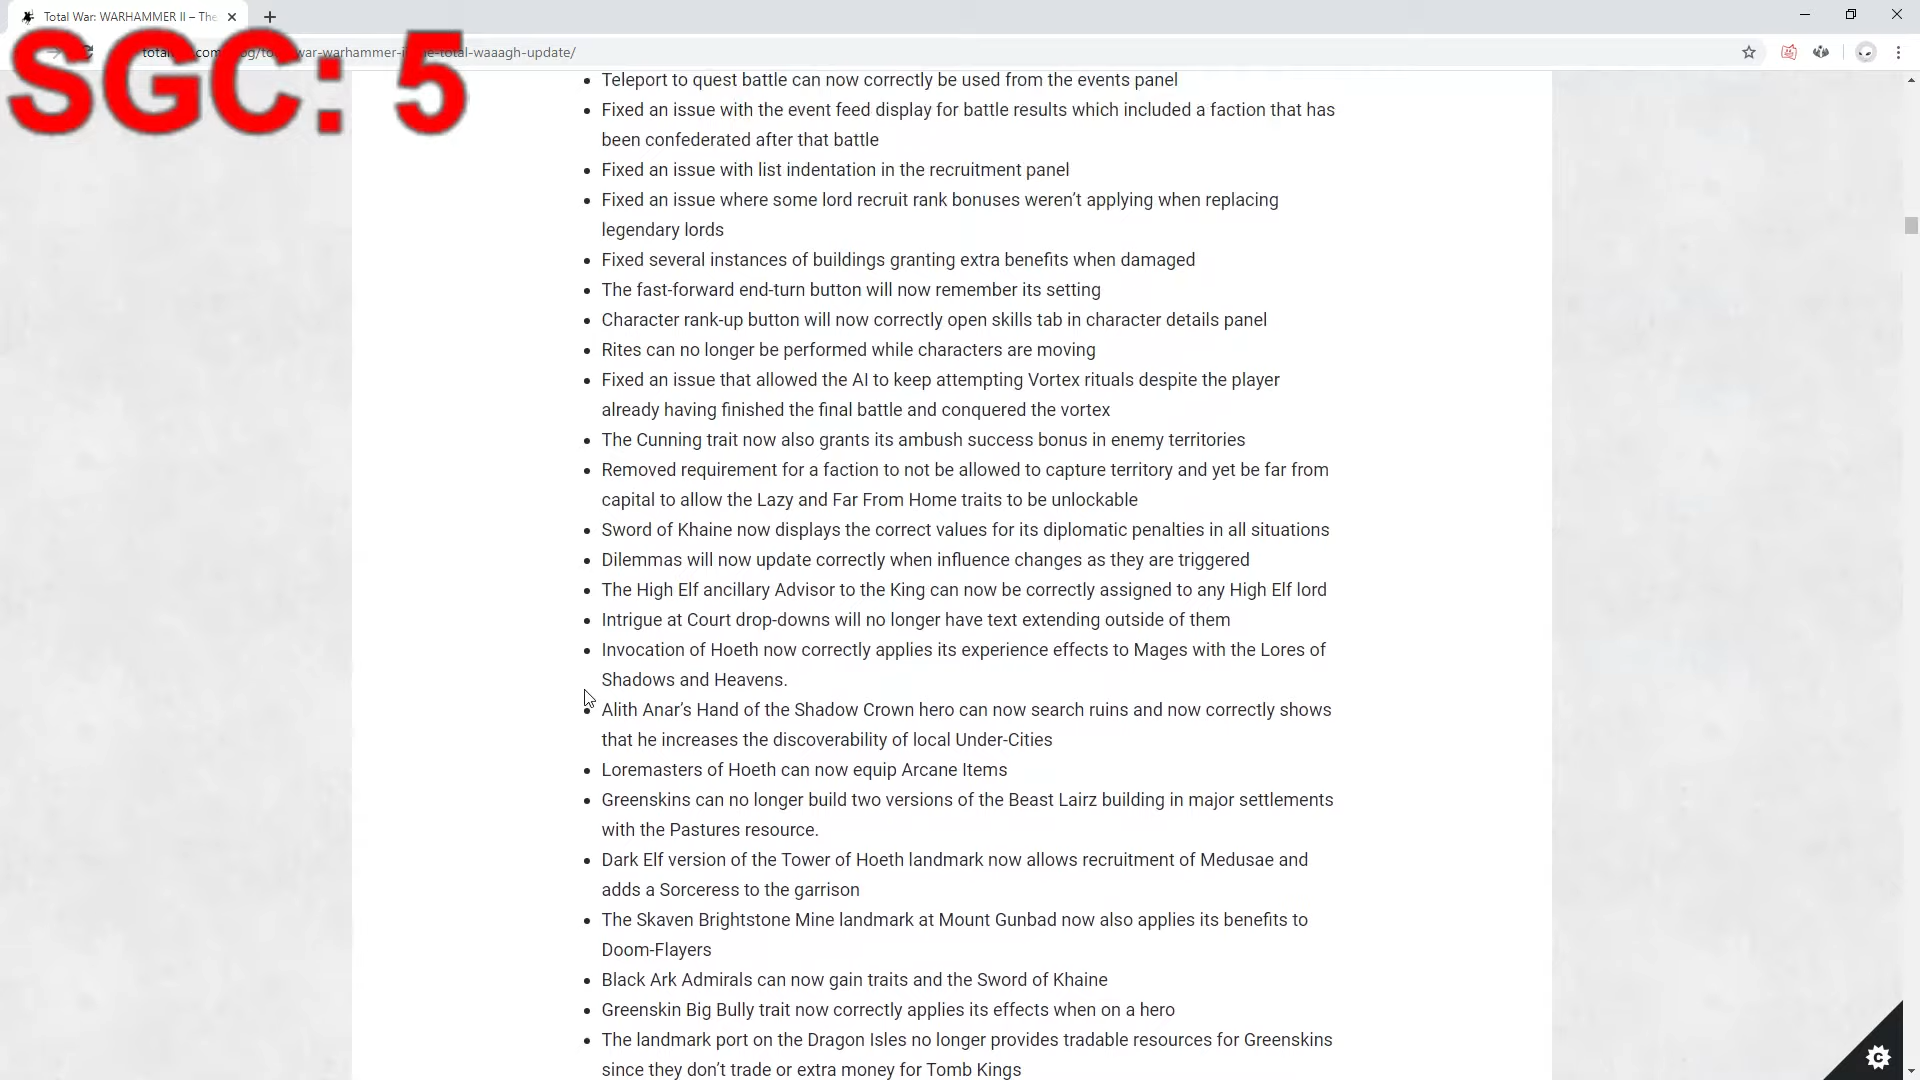 Total War: WARHAMMER II – The
SGC: 5
war-warhammer-i
-total-waaagh-update/
Teleport to quest battle can now correctly be used from the events panel
Fixed an issue with the event feed display for battle results which included a faction that has
been confederated after that battle
Fixed an issue with list indentation in the recruitment panel
Fixed an issue where some lord recruit rank bonuses weren’t applying when replacing
legendary lords
Fixed several instances of buildings granting extra benefits when damaged
The fast-forward end-turn button will now remember its setting
Character rank-up button will now correctly open skills tab in character details panel
Rites can no longer be performed while characters are moving
Fixed an issue that allowed the AI to keep attempting Vortex rituals despite the player
already having finished the final battle and conquered the vortex
The Cunning trait now also grants its ambush success bonus in enemy territories
Removed requirement for a faction to not be allowed to capture territory and yet be far from
capital to allow the Lazy and Far From Home traits to be unlockable
Sword of Khaine now displays the correct values for its diplomatic penalties in all situations
Dilemmas will now update correctly when influence changes as they are triggered
The High Elf ancillary Advisor to the King can now be correctly assigned to any High Elf lord
Intrigue at Court drop-downs will no longer have text extending outside of them
Invocation of Hoeth now correctly applies its experience effects to Mages with the Lores of
Shadows and Heavens.
Alith Anar’s Hand of the Shadow Crown hero can now search ruins and now correctly shows
that he increases the discoverability of local Under-Cities
Loremasters of Hoeth can now equip Arcane Items
Greenskins can no longer build two versions of the Beast Lairz building in major settlements
with the Pastures resource.
Dark Elf version of the Tower of Hoeth landmark now allows recruitment of Medusae and
adds a Sorceress to the garrison
The Skaven Brightstone Mine landmark at Mount Gunbad now also applies its benefits to
Doom-Flayers
Black Ark Admirals can now gain traits and the Sword of Khaine
Greenskin Big Bully trait now correctly applies its effects when on a hero
The landmark port on the Dragon Isles no longer provides tradable resources for Greenskins
since they don’t trade or extra money for Tomb Kings